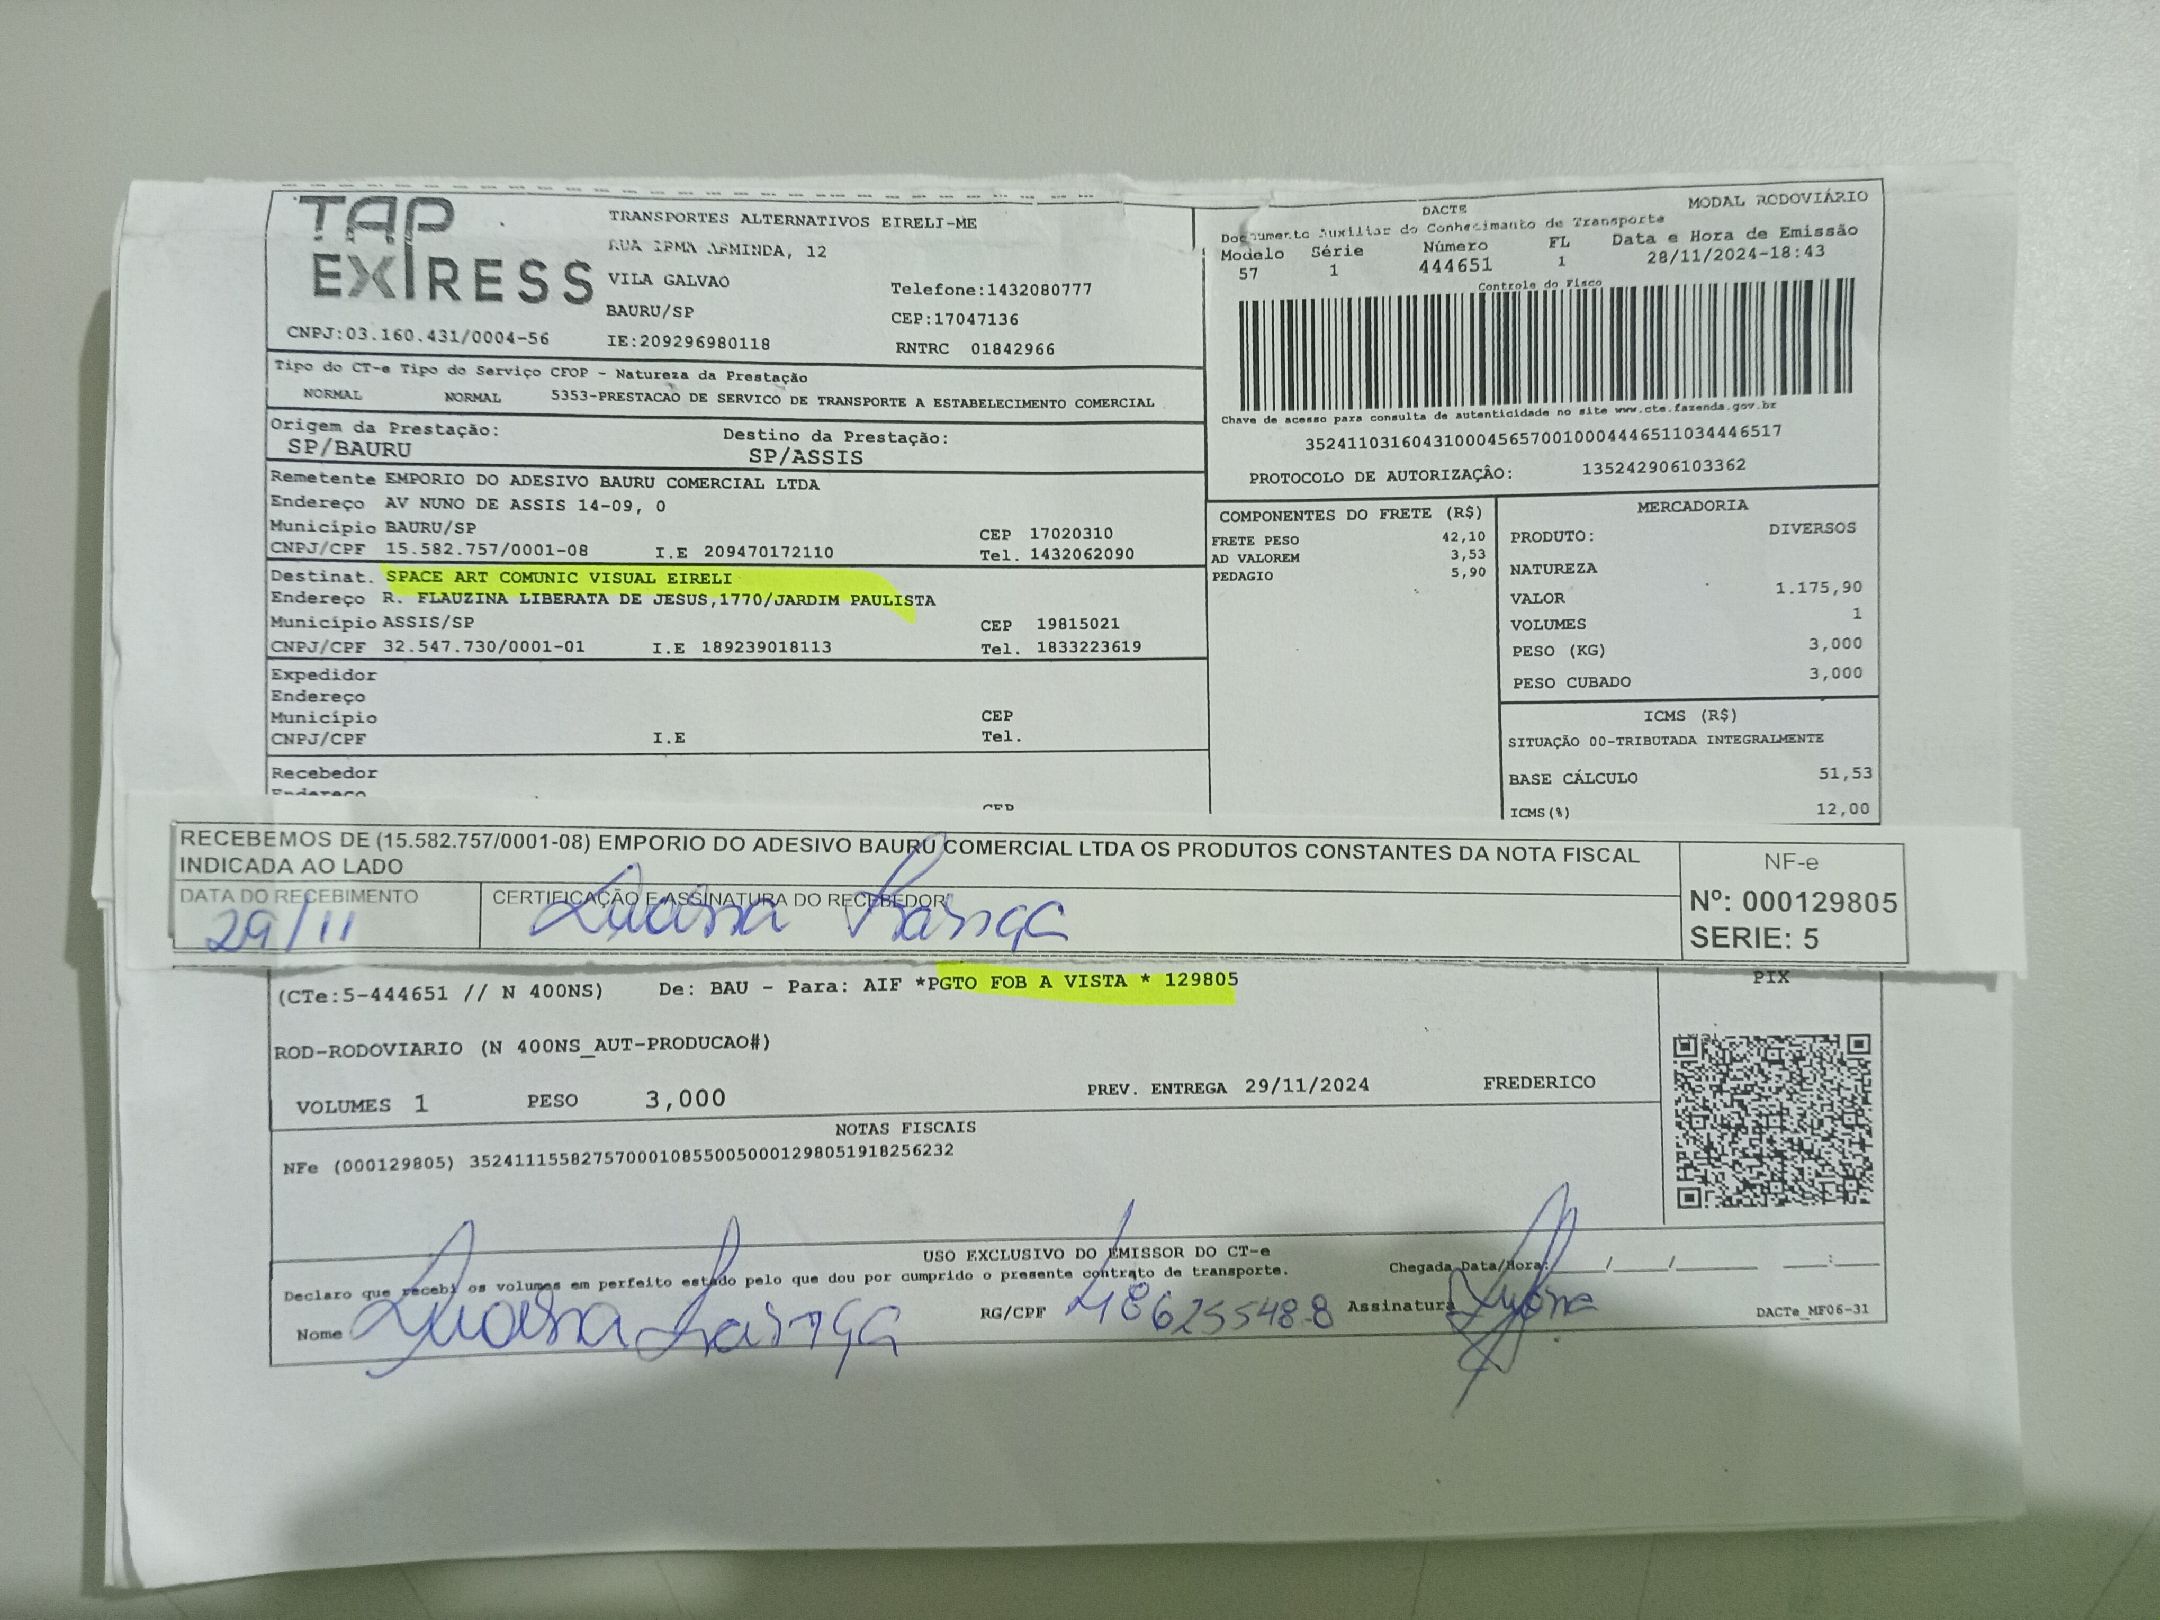 TAP EXPRESS
TRANSPORTES ALTERNATIVOS EIRELI-ME
RUA IRMA ARMINDA, 12
VILA GALVAO
BAURU/SP
Telefone:1432080777
CEP:17047136
CNPJ:03.160.431/0004-56 IE:209296980118 RNTRC 01842966
MODAL RODOVIÁRIO
DACTE
Documento Auxiliar do Conhecimento de Transporte
Modelo Série Número FL Data e Hora de Emissão
57 1 444651 1 28/11/2024-18:43
Controle do Fisco
Chave de acesso para consulta de autenticidade no site www.cte.fazenda.gov.br
35241103160431000456570010004446511034446517
PROTOCOLO DE AUTORIZAÇÃO: 135242906103362
Tipo do CT-e Tipo do Serviço CFOP - Natureza da Prestação
NORMAL NORMAL 5353-PRESTACAO DE SERVICO DE TRANSPORTE A ESTABELECIMENTO COMERCIAL
Origem da Prestação: Destino da Prestação:
SP/BAURU SP/ASSIS
Remetente EMPORIO DO ADESIVO BAURU COMERCIAL LTDA
Endereço AV NUNO DE ASSIS 14-09, 0
Município BAURU/SP CEP 17020310
CNPJ/CPF 15.582.757/0001-08 I.E 209470172110 Tel. 1432062090
Destinat. SPACE ART COMUNIC VISUAL EIRELI
Endereço R. FLAUZINA LIBERATA DE JESUS,1770/JARDIM PAULISTA
Município ASSIS/SP CEP 19815021
CNPJ/CPF 32.547.730/0001-01 I.E 189239018113 Tel. 1833223619
Expedidor
Endereço
Município CEP
CNPJ/CPF I.E Tel.
Recebedor
Endereço
CEP
COMPONENTES DO FRETE (R$)
FRETE PESO 42,10
AD VALOREM 3,53
PEDAGIO 5,90
MERCADORIA
PRODUTO: DIVERSOS
NATUREZA
VALOR 1.175,90
VOLUMES 1
PESO (KG) 3,000
PESO CUBADO 3,000
ICMS (R$)
SITUAÇÃO 00-TRIBUTADA INTEGRALMENTE
BASE CÁLCULO 51,53
ICMS(%) 12,00
RECEBEMOS DE (15.582.757/0001-08) EMPORIO DO ADESIVO BAURU COMERCIAL LTDA OS PRODUTOS CONSTANTES DA NOTA FISCAL
INDICADA AO LADO
DATA DO RECEBIMENTO CERTIFICAÇÃO E ASSINATURA DO RECEBEDOR
29/11
NF-e
Nº: 000129805
SERIE: 5
(CTe:5-444651 // N 400NS) De: BAU - Para: AIF *PGTO FOB A VISTA * 129805
PIX
ROD-RODOVIARIO (N 400NS_AUT-PRODUCAO#)
VOLUMES 1 PESO 3,000 PREV. ENTREGA 29/11/2024 FREDERICO
NOTAS FISCAIS
NFe (000129805) 35241115582757000108550050001298051918256232
USO EXCLUSIVO DO EMISSOR DO CT-e
Declaro que recebi os volumes em perfeito estado pelo que dou por cumprido o presente contrato de transporte.
Chegada Data/Hora:____/____/______ ___:___
Nome RG/CPF 486255488 Assinatura
DACTe_MF06-31